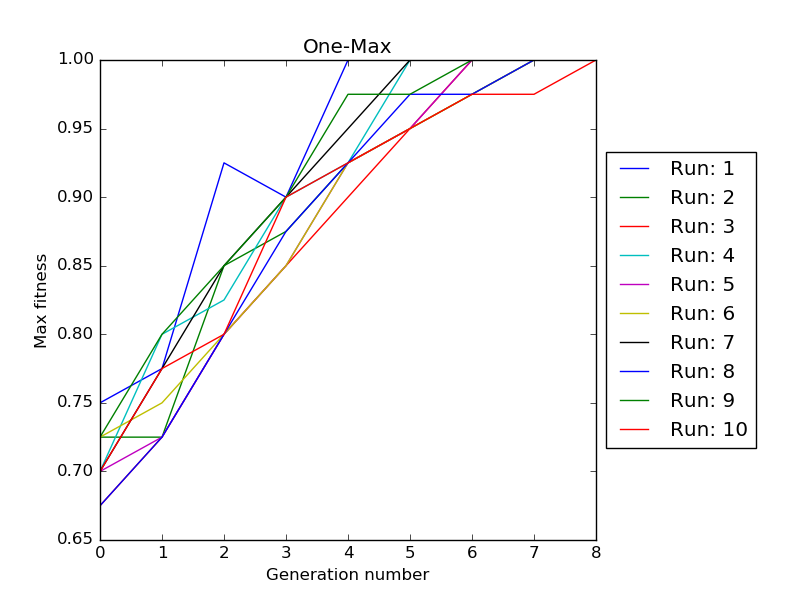 One-Max
1.00
0.95
0.90
0.85
0.80
0.75
0.70
0.65
Max fitness
0 1 2 3 4 5 6 7 8
Generation number
Run: 1
Run: 2
Run: 3
Run: 4
Run: 5
Run: 6
Run: 7
Run: 8
Run: 9
Run: 10